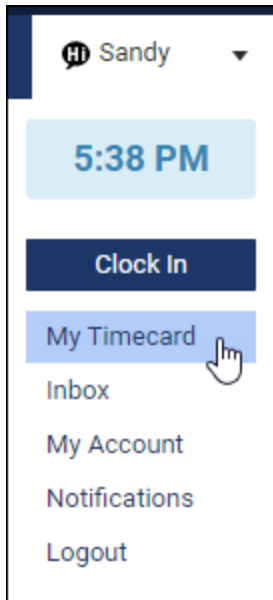 Hi Sandy
5:38 PM
Clock In
My Timecard
Inbox
My Account
Notifications
Logout